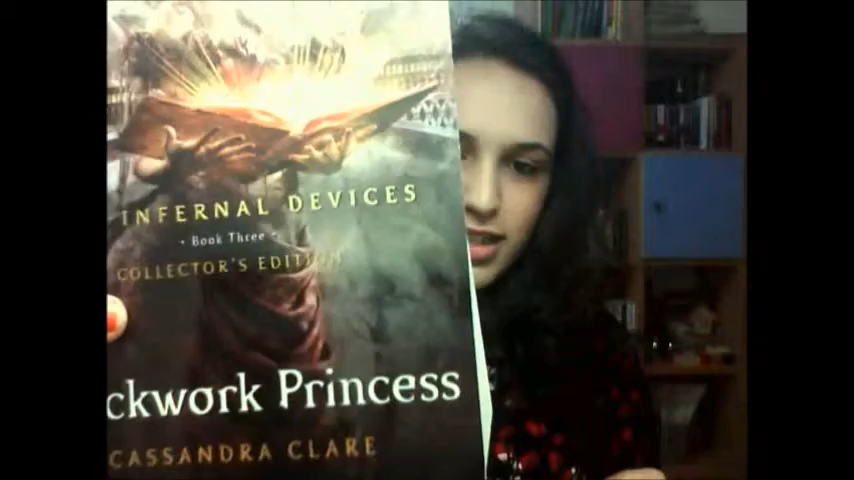 INFERNAL DEVICES
• Book Three •
COLLECTOR'S EDITION
ckwork Princess
CASSANDRA CLARE